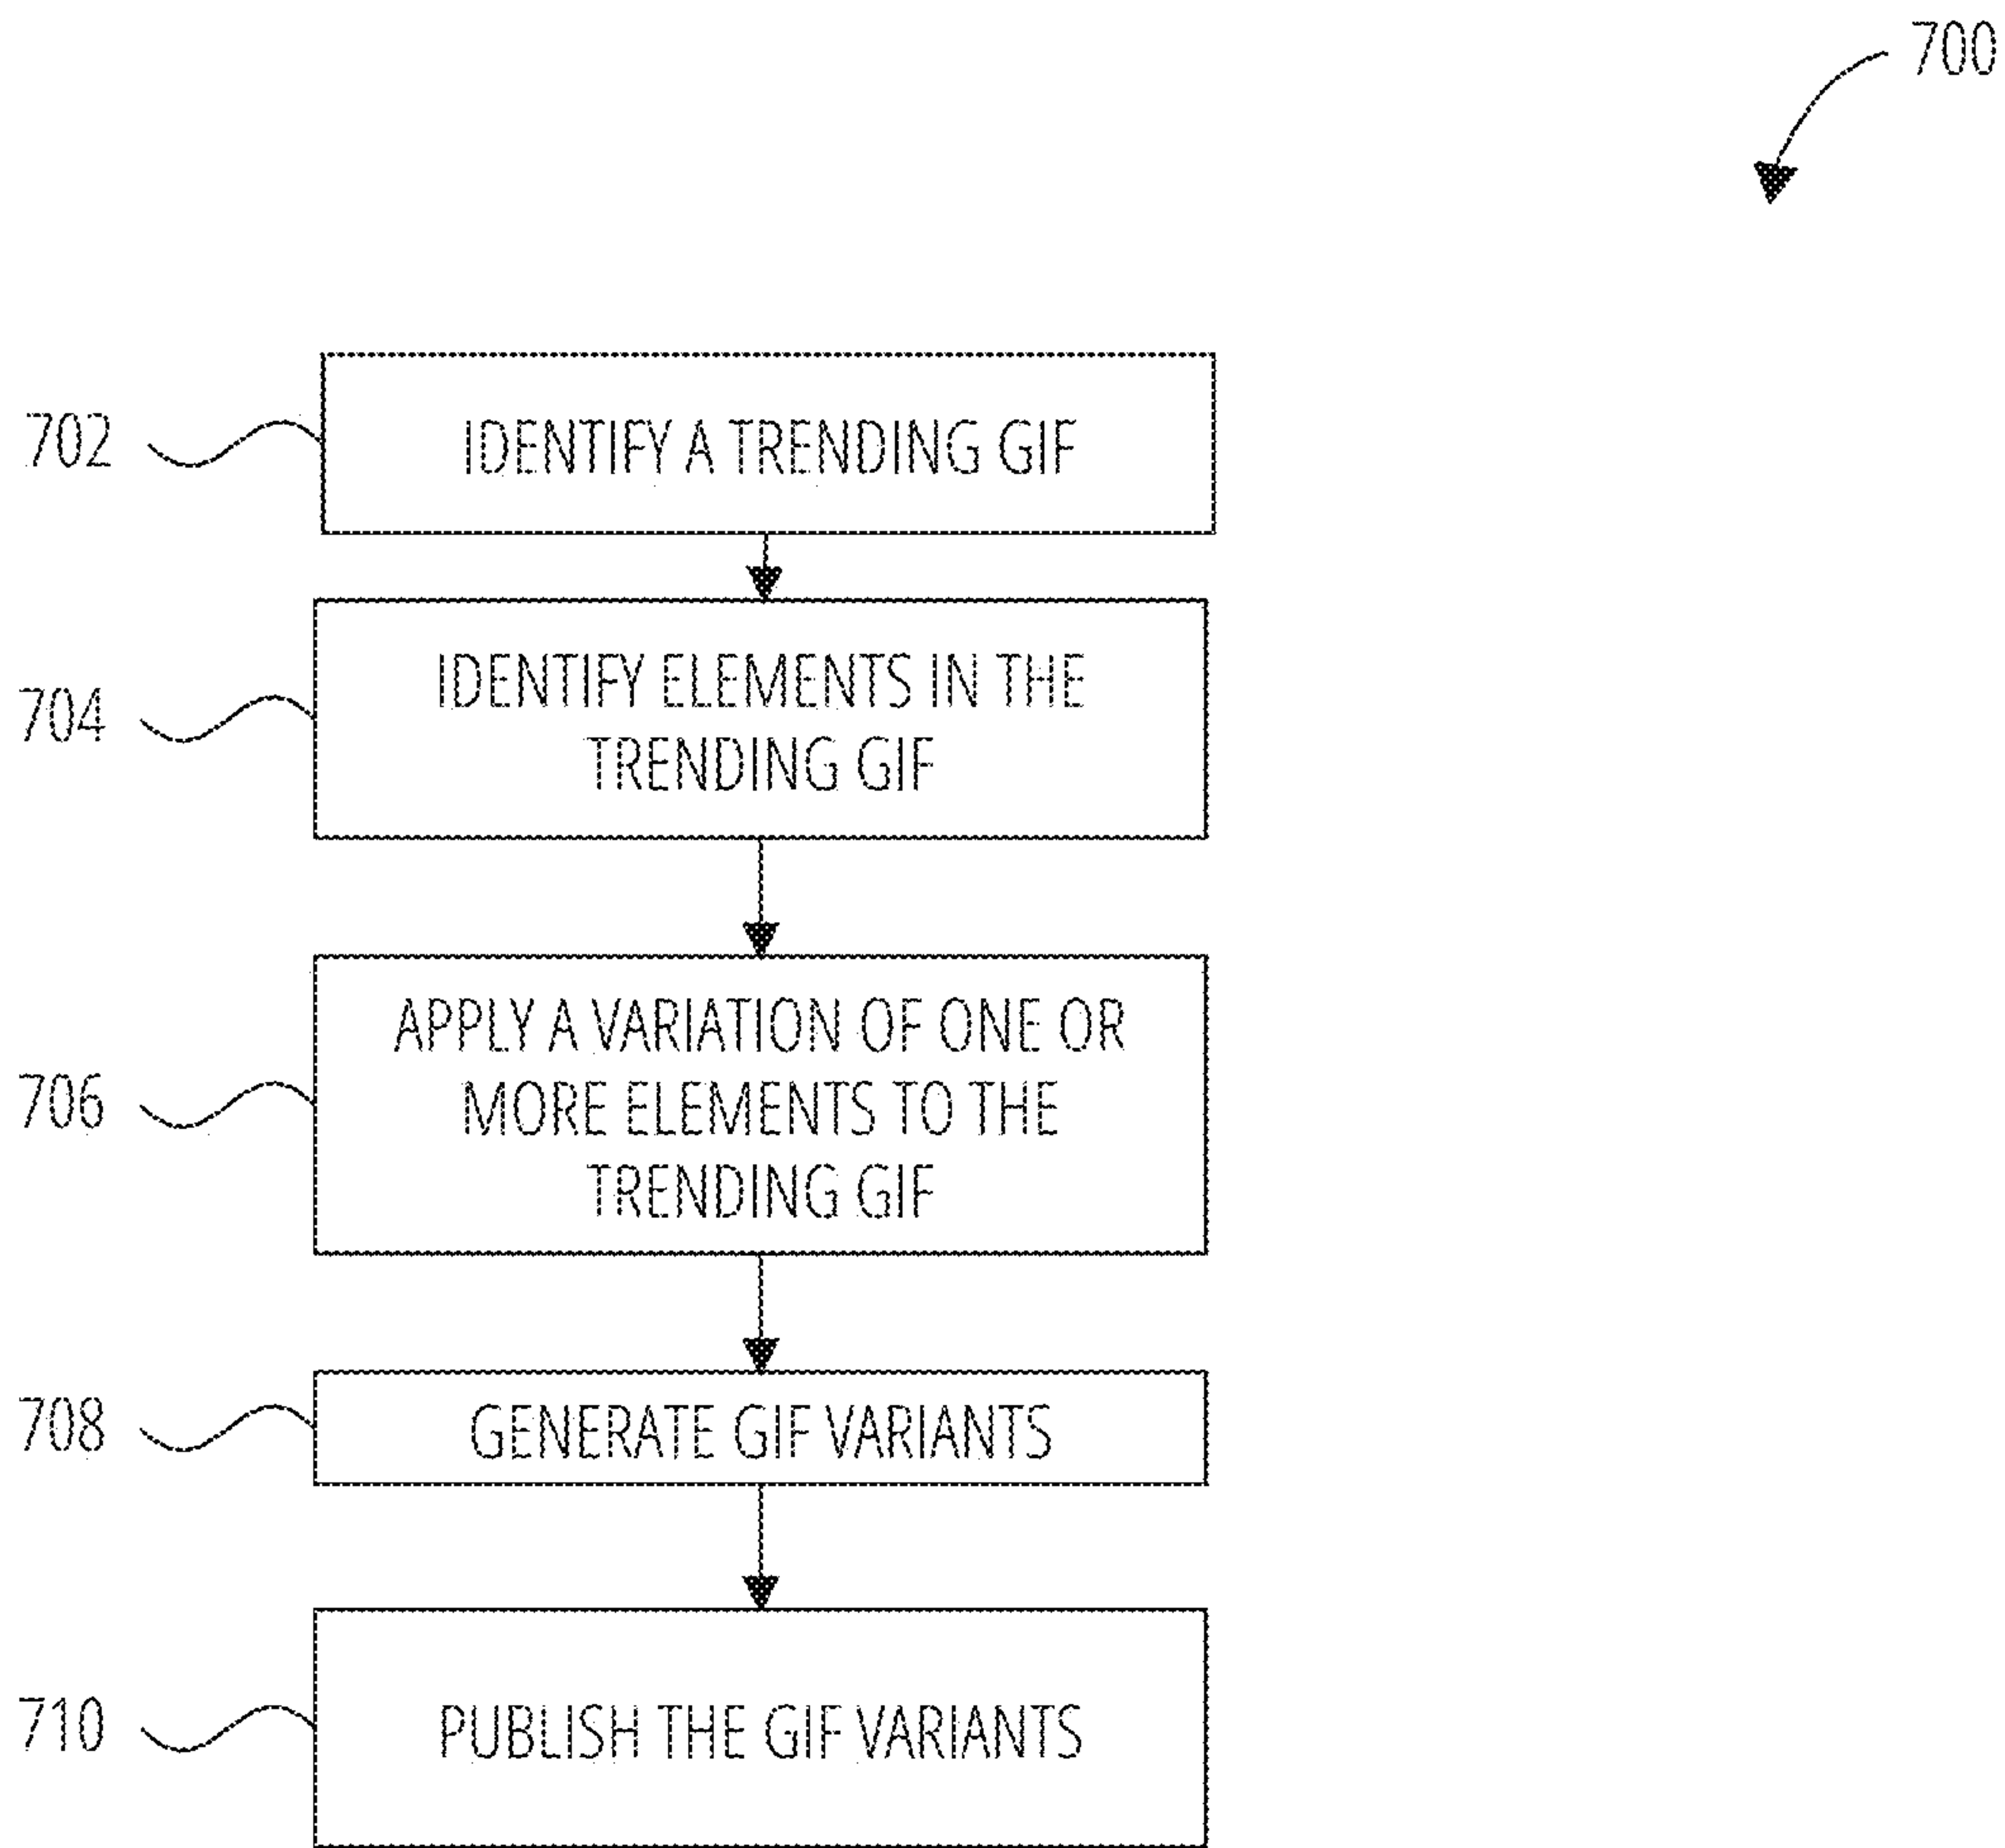 700
702
IDENTIFY A TRENDING GIF
704
IDENTIFY ELEMENTS IN THE
TRENDING GIF
706
APPLY A VARIATION OF ONE OR
MORE ELEMENTS TO THE
TRENDING GIF
708
GENERATE GIF VARIANTS
710
PUBLISH THE GIF VARIANTS